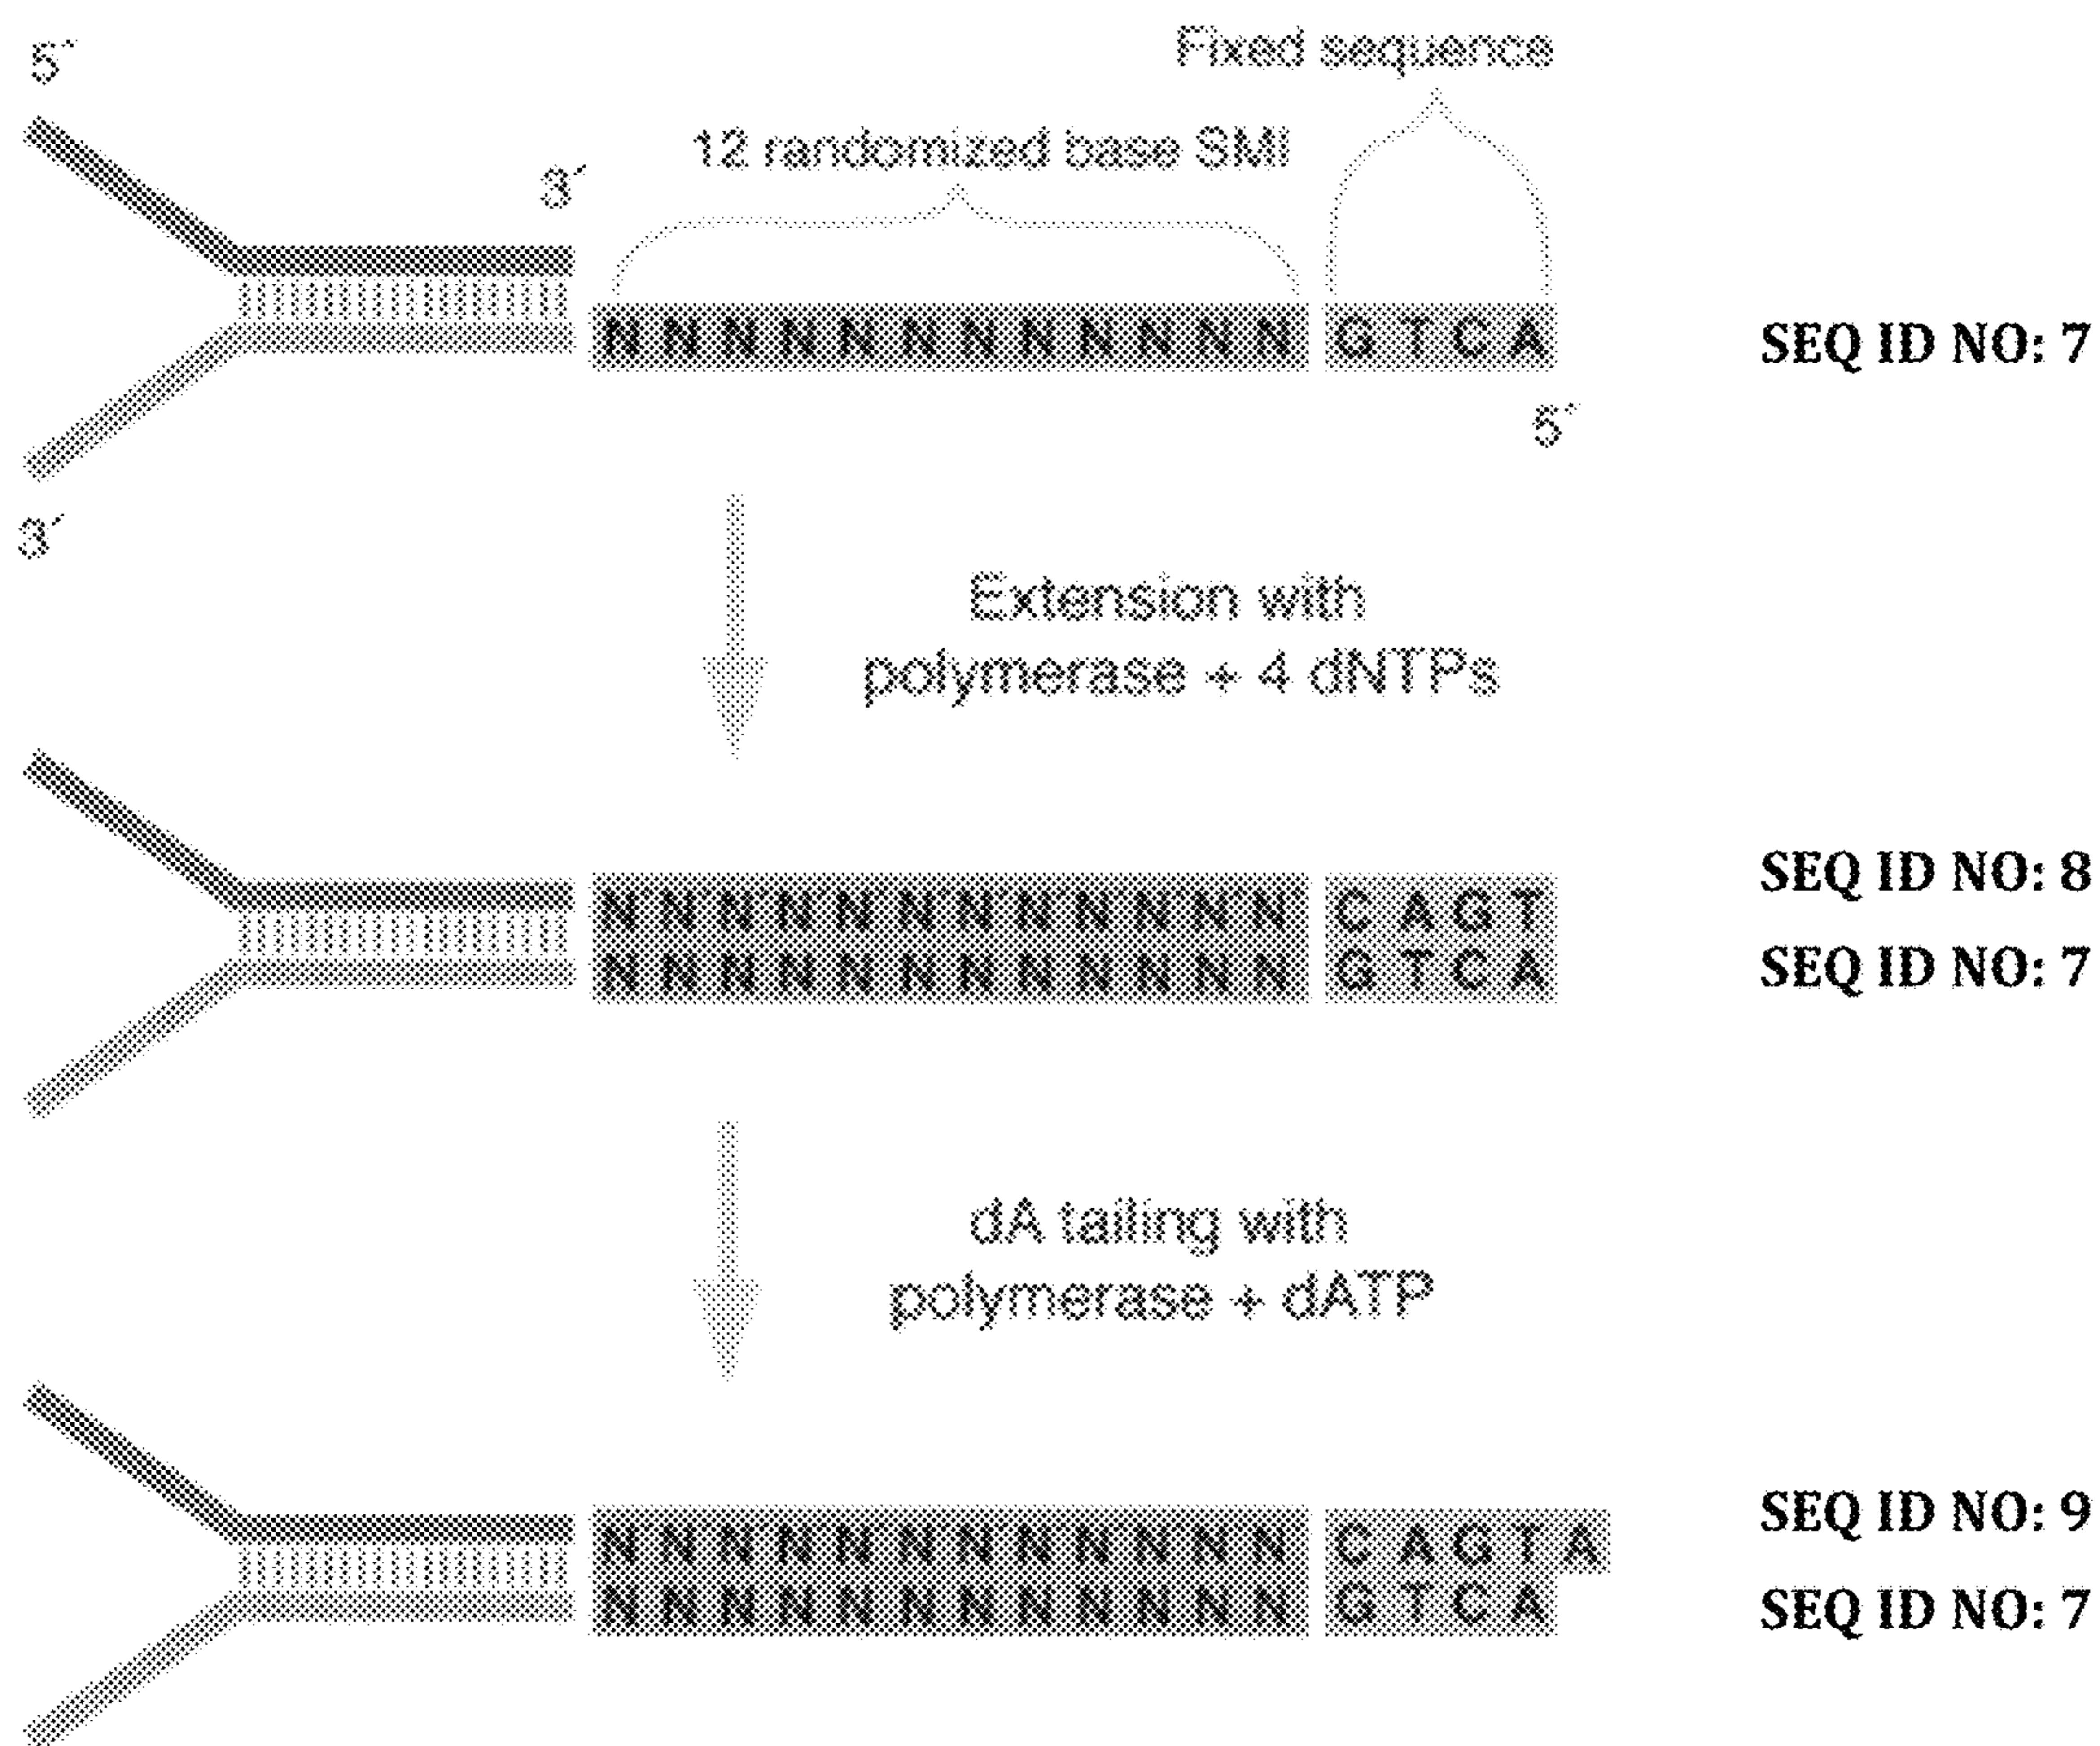 5´
Fixed sequence
12 randomized base SMI
3´
N N N N N N N N N N N N G T C A
SEQ ID NO: 7
5´
3´
Extension with
polymerase + 4 dNTPs
SEQ ID NO: 8
N N N N N N N N N N N N C A G T
N N N N N N N N N N N N G T C A
SEQ ID NO: 7
dA tailing with
polymerase + dATP
SEQ ID NO: 9
N N N N N N N N N N N N C A G T A
N N N N N N N N N N N N G T C A
SEQ ID NO: 7